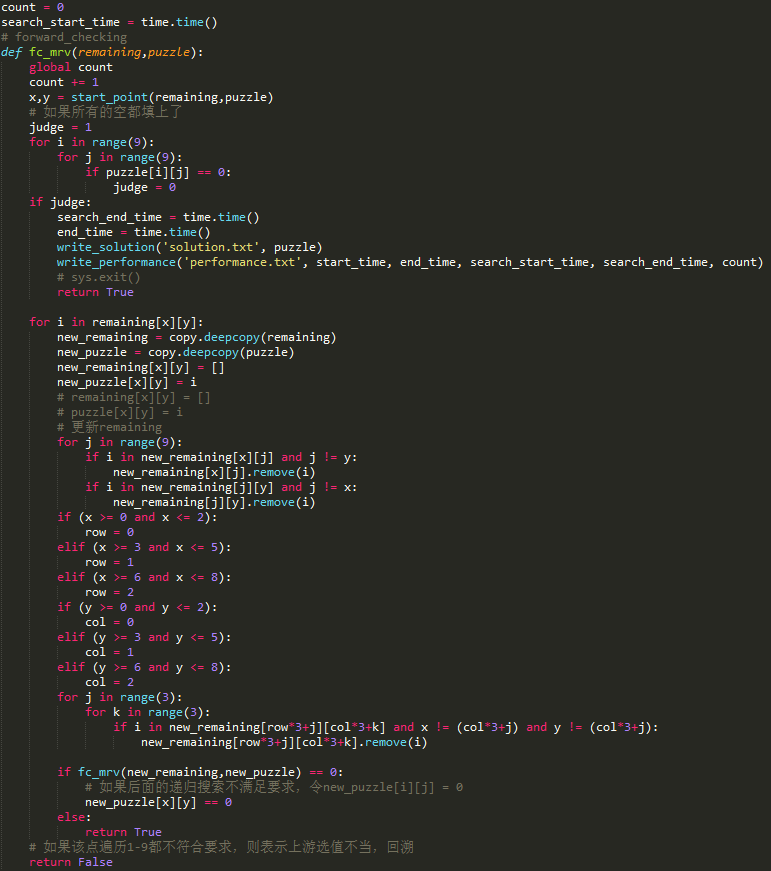 count = 0
search_start_time = time.time()
# forward_checking
def fc_mrv(remaining,puzzle):
    global count
    count += 1
    x,y = start_point(remaining,puzzle)
    # 如果所有的空都填上了
    judge = 1
    for i in range(9):
        for j in range(9):
            if puzzle[i][j] == 0:
                judge = 0
    if judge:
        search_end_time = time.time()
        end_time = time.time()
        write_solution('solution.txt', puzzle)
        write_performance('performance.txt', start_time, end_time, search_start_time, search_end_time, count)
        # sys.exit()
        return True

    for i in remaining[x][y]:
        new_remaining = copy.deepcopy(remaining)
        new_puzzle = copy.deepcopy(puzzle)
        new_remaining[x][y] = []
        new_puzzle[x][y] = i
        # remaining[x][y] = []
        # puzzle[x][y] = i
        # 更新remaining
        for j in range(9):
            if i in new_remaining[x][j] and j != y:
                new_remaining[x][j].remove(i)
            if i in new_remaining[j][y] and j != x:
                new_remaining[j][y].remove(i)
        if (x >= 0 and x <= 2):
            row = 0
        elif (x >= 3 and x <= 5):
            row = 1
        elif (x >= 6 and x <= 8):
            row = 2
        if (y >= 0 and y <= 2):
            col = 0
        elif (y >= 3 and y <= 5):
            col = 1
        elif (y >= 6 and y <= 8):
            col = 2
        for j in range(3):
            for k in range(3):
                if i in new_remaining[row*3+j][col*3+k] and x != (col*3+j) and y != (col*3+j):
                    new_remaining[row*3+j][col*3+k].remove(i)

        if fc_mrv(new_remaining,new_puzzle) == 0:
            # 如果后面的递归搜索不满足要求，令new_puzzle[i][j] = 0
            new_puzzle[x][y] == 0
        else:
            return True
    # 如果该点遍历1-9都不符合要求，则表示上游选值不当，回溯
    return False